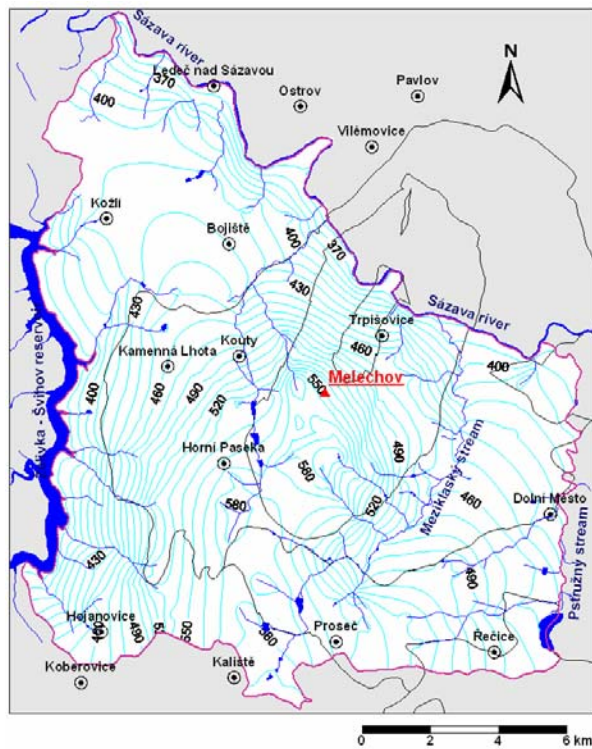 Sázava river
Ledeč nad Sázavou
370
400
Ostrov
Pavlov
N
Vilémovice
Kožlí
Bojiště
400
370
430
430
Sázava river
Trpišovice
460
Kouty
Kamenná Lhota
400
460
490
520
400
Švihov reservoir
550
Melechov
490
Horní Paseka
580
580
520
Meziklaský stream
460
Dolní Město
430
490
Pstružný stream
Hojanovice
490
550
580
Proseč
Řečice
Koberovice
Kaliště
0 2 4 6 km